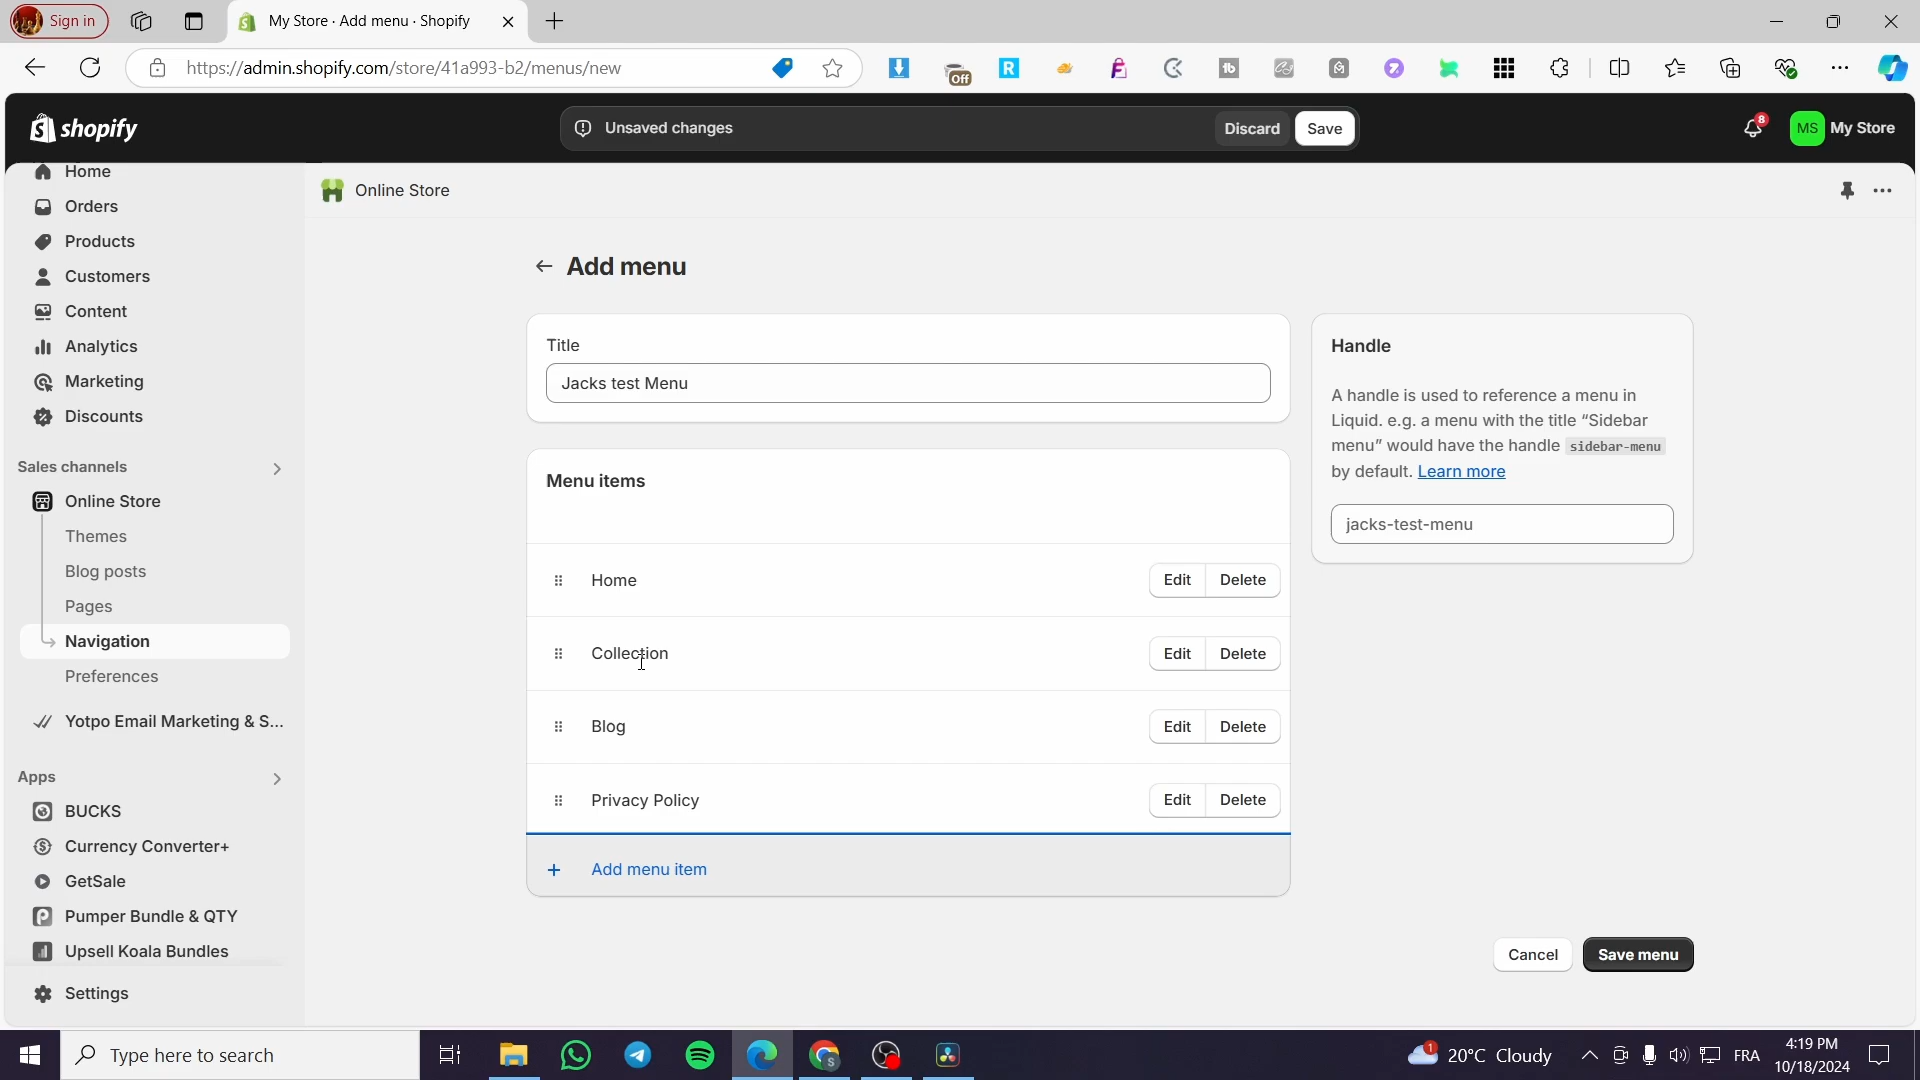 Sign in
My Store · Add menu · Shopify
https://admin.shopify.com/store/41a993-b2/menus/new
Off
shopify
Unsaved changes
Discard
Save
8
MS
My Store
Home
Orders
Products
Customers
Content
Analytics
Marketing
Discounts
Sales channels
Online Store
Themes
Blog posts
Pages
Navigation
Preferences
Yotpo Email Marketing & S...
Apps
BUCKS
Currency Converter+
GetSale
Pumper Bundle & QTY
Upsell Koala Bundles
Settings
Online Store
Add menu
Title
Jacks test Menu
Menu items
Home
Edit
Delete
Collection
Edit
Delete
Blog
Edit
Delete
Privacy Policy
Edit
Delete
+ Add menu item
Handle
A handle is used to reference a menu in
Liquid. e.g. a menu with the title “Sidebar
menu” would have the handle sidebar-menu
by default. Learn more
jacks-test-menu
Cancel
Save menu
Type here to search
1
20°C Cloudy
FRA
4:19 PM
10/18/2024